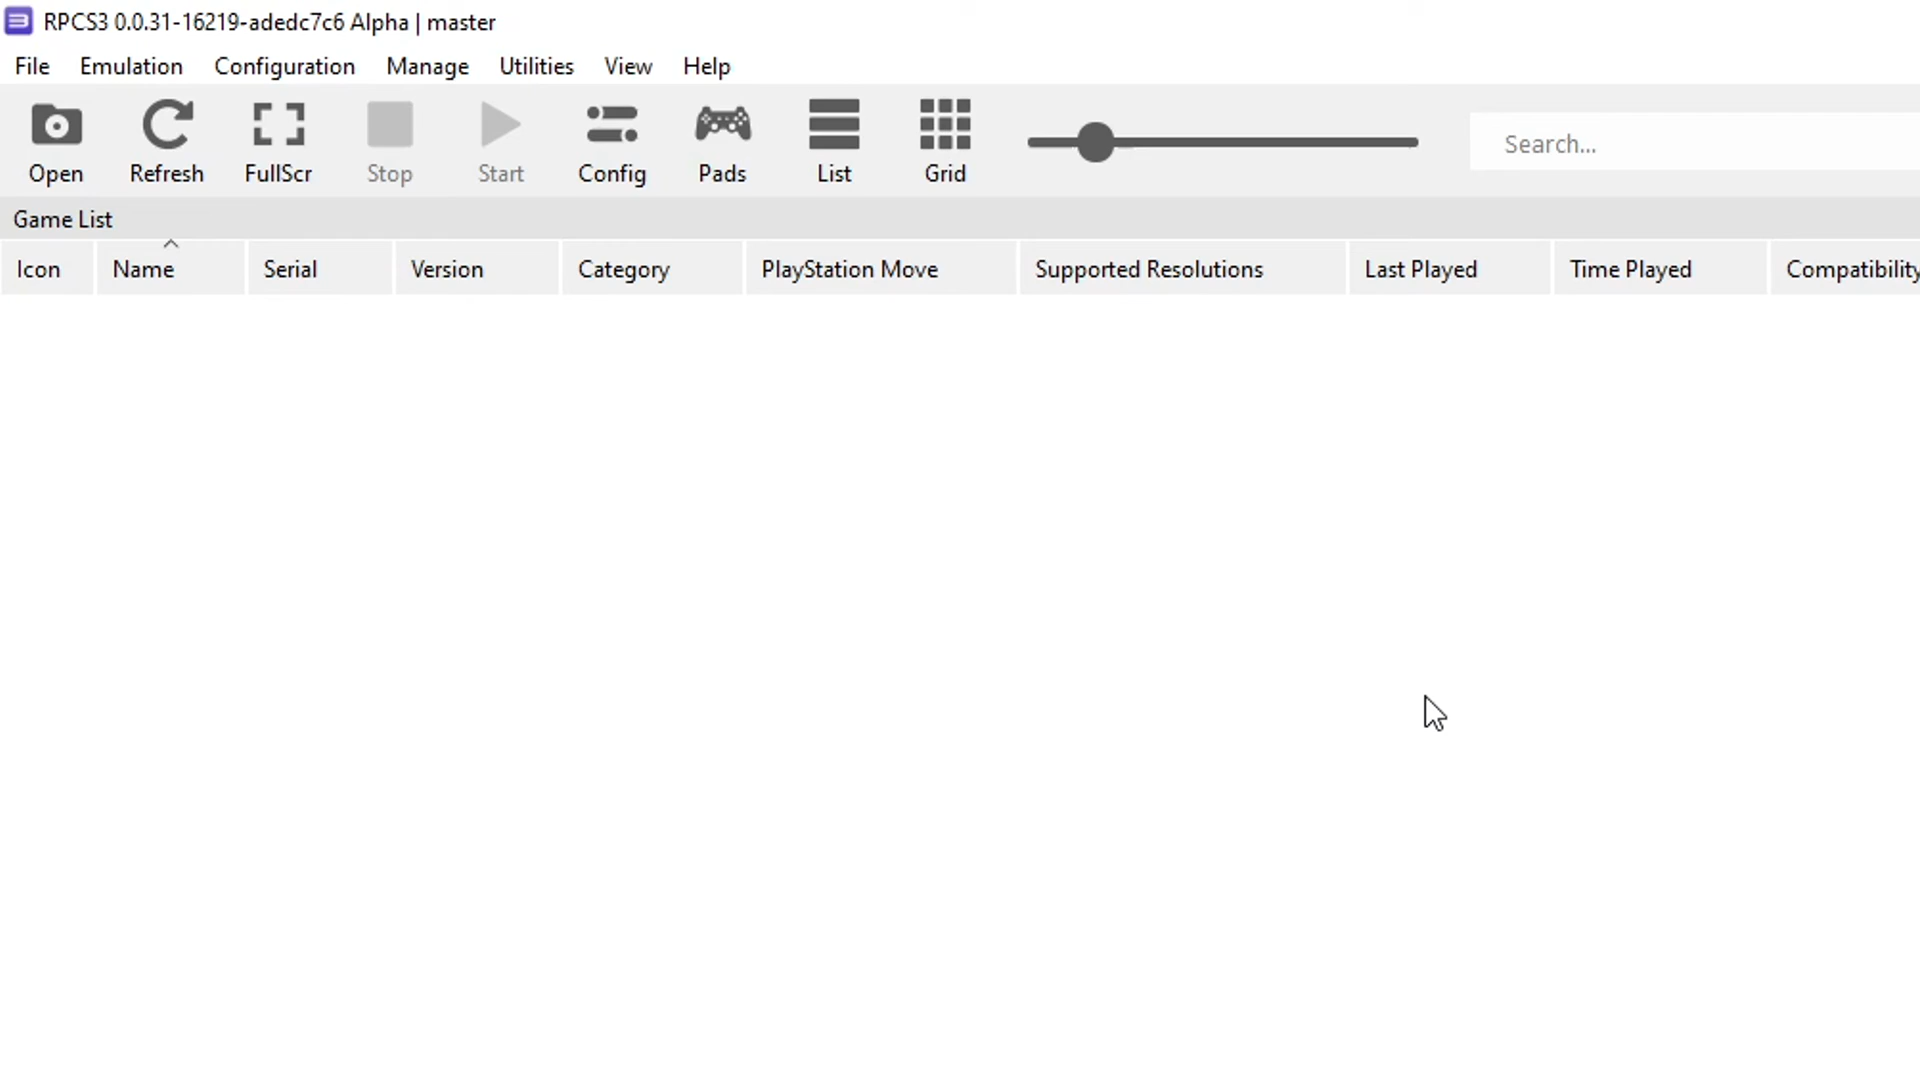 RPCS3 0.0.31-16219-adedc7c6 Alpha | master
File Emulation Configuration Manage Utilities View Help
Open Refresh FullScr Stop Start Config Pads List Grid Search...
Game List
Icon Name Serial Version Category PlayStation Move Supported Resolutions Last Played Time Played Compatibility